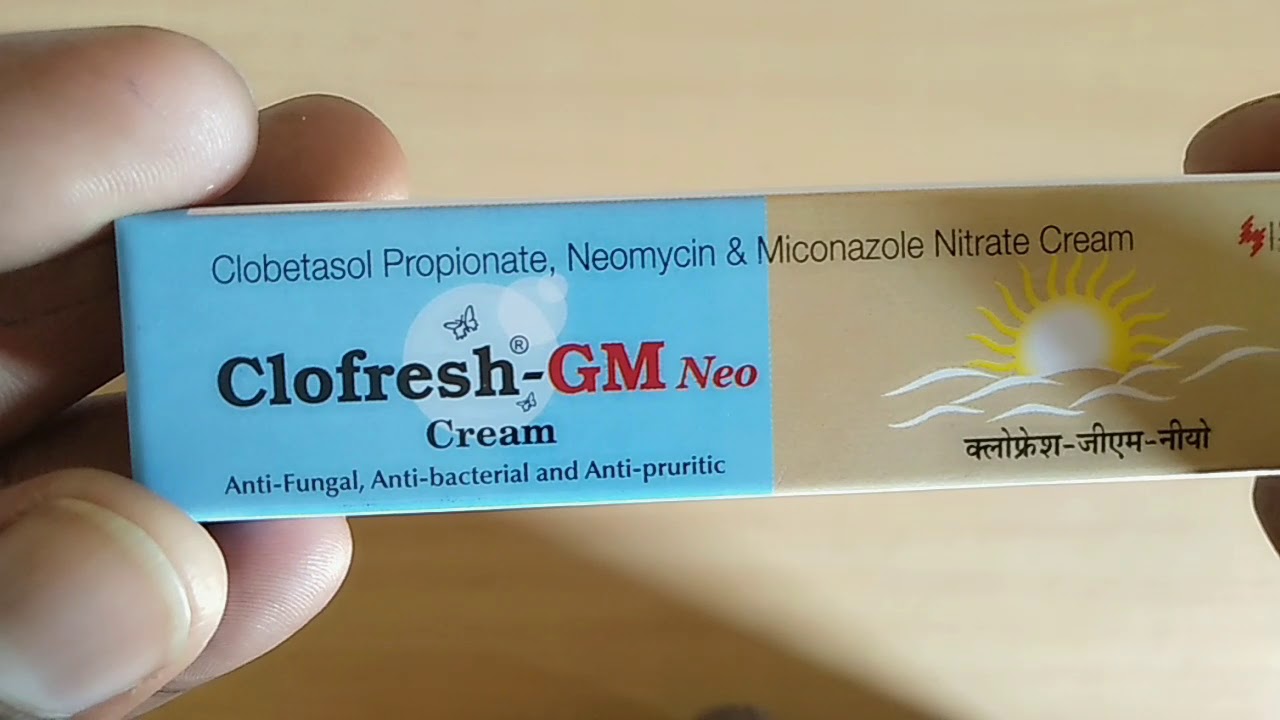 Clobetasol Propionate, Neomycin & Miconazole Nitrate Cream
Clofresh®-GM Neo
Cream
Anti-Fungal, Anti-bacterial and Anti-pruritic
क्लोफ्रेश-जीएम-नीयो